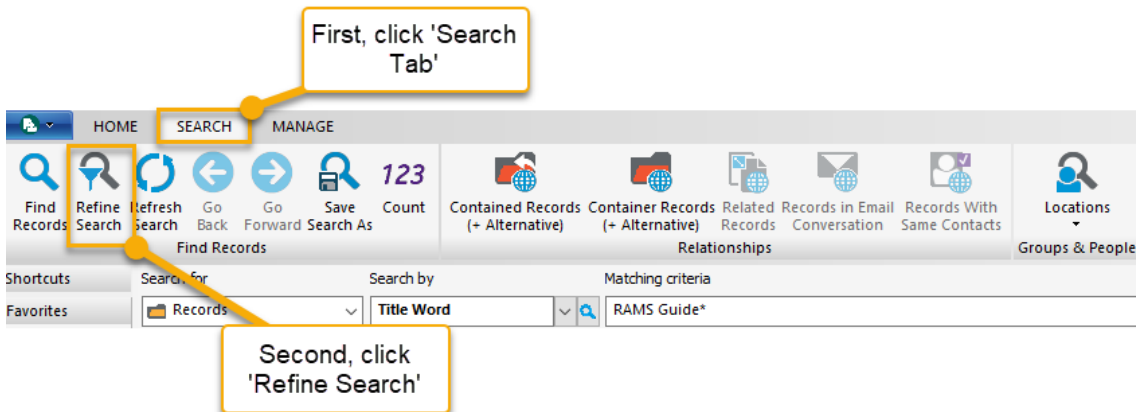 First, click 'Search
Tab'
HOME SEARCH MANAGE
Find Refine Refresh Go Go Save 123 Contained Records Container Records Related Records in Email Records With Locations
Records Search Search Back Forward Search As Count (+ Alternative) (+ Alternative) Records Conversation Same Contacts
Find Records Relationships Groups & People
Shortcuts Search for Search by Matching criteria
Favorites Records Title Word RAMS Guide*
Second, click
'Refine Search'